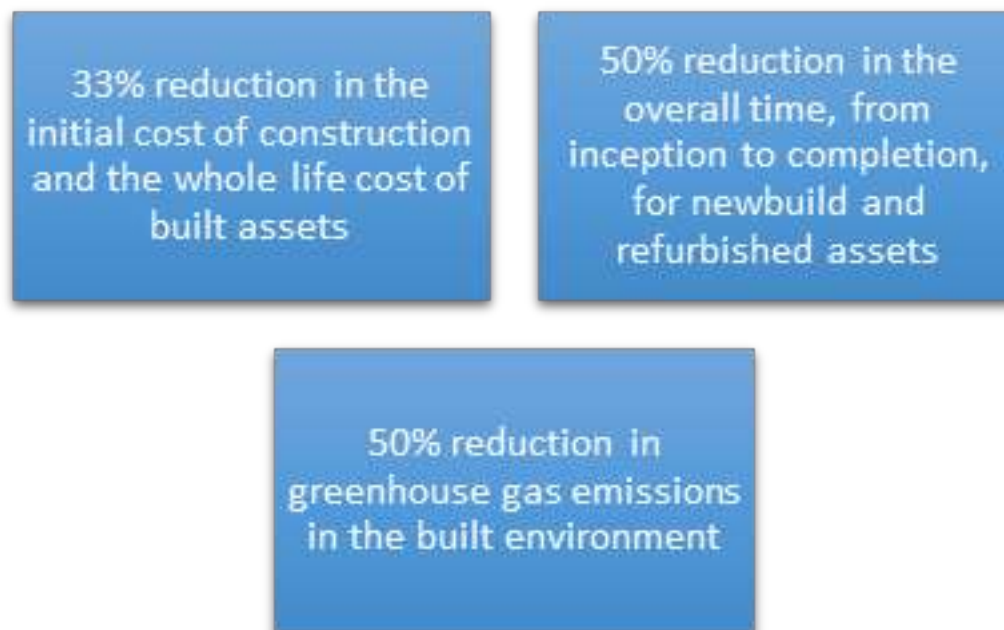 33% reduction in the
initial cost of construction
and the whole life cost of
built assets
50% reduction in the
overall time, from
inception to completion,
for newbuild and
refurbished assets
50% reduction in
greenhouse gas emissions
in the built environment